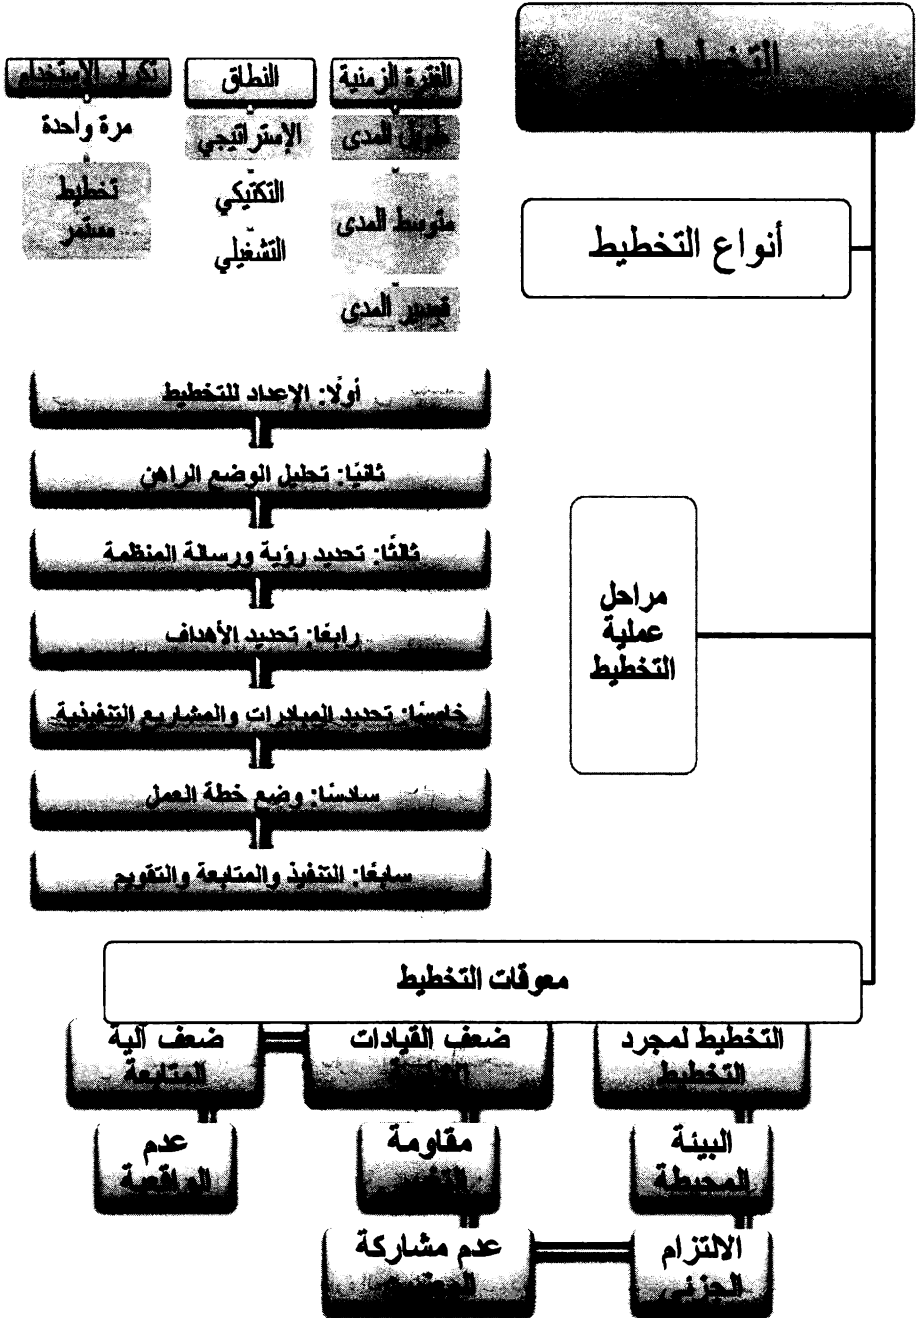 التخطيط
أنواع التخطيط
الفترة الزمنية
طويل المدى
متوسط المدى
قصير المدى
النطاق
الإستراتيجي
التكتيكي
التشغيلي
تكرار الإستخدام
مرة واحدة
تخطيط
مستمر
مراحل
عملية
التخطيط
أولًا: الإعداد للتخطيط
ثانيًا: تحليل الوضع الراهن
ثالثًا: تحديد رؤية ورسالة المنظمة
رابعًا: تحديد الأهداف
خامسًا: تحديد المبادرات والمشاريع التنفيذية
سادسًا: وضع خطة العمل
سابعًا: التنفيذ والمتابعة والتقويم
معوقات التخطيط
التخطيط لمجرد
التخطيط
البيئة
المحيطة
الالتزام
الجزئي
عدم مشاركة
مقاومة
التغيير
ضعف القيادات
ضعف آلية
المتابعة
عدم
الواقعية